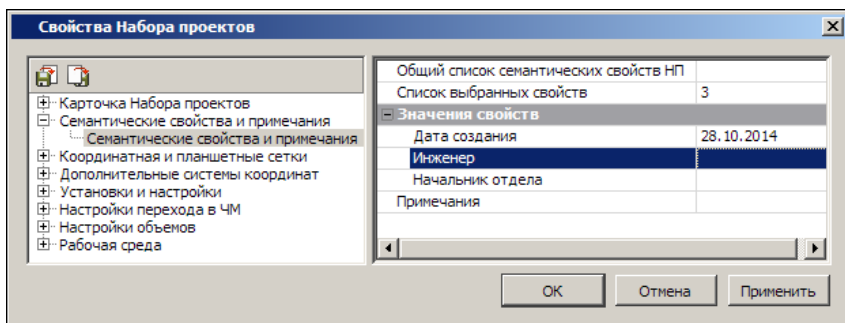 Свойства Набора проектов
Карточка Набора проектов
Семантические свойства и примечания
Семантические свойства и примечания
Координатная и планшетные сетки
Дополнительные системы координат
Установки и настройки
Настройки перехода в ЧМ
Настройки объемов
Рабочая среда
Общий список семантических свойств НП
Список выбранных свойств 3
Значения свойств
Дата создания 28.10.2014
Инженер
Начальник отдела
Примечания
ОК Отмена Применить